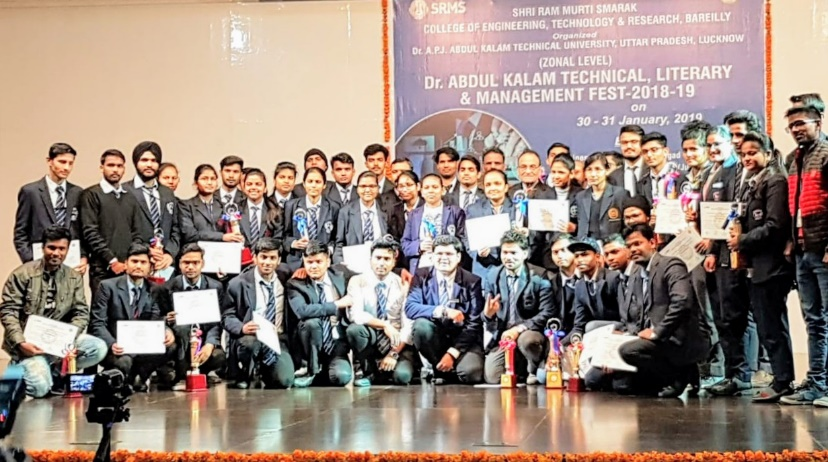 SRMS
SHRI RAM MURTI SMARAK
COLLEGE OF ENGINEERING, TECHNOLOGY & RESEARCH, BAREILLY
Organized
Dr. A.P.J. ABDUL KALAM TECHNICAL UNIVERSITY, UTTAR PRADESH, LUCKNOW
(ZONAL LEVEL)
Dr. ABDUL KALAM TECHNICAL, LITERARY
& MANAGEMENT FEST-2018-19
on
30 - 31 January, 2019